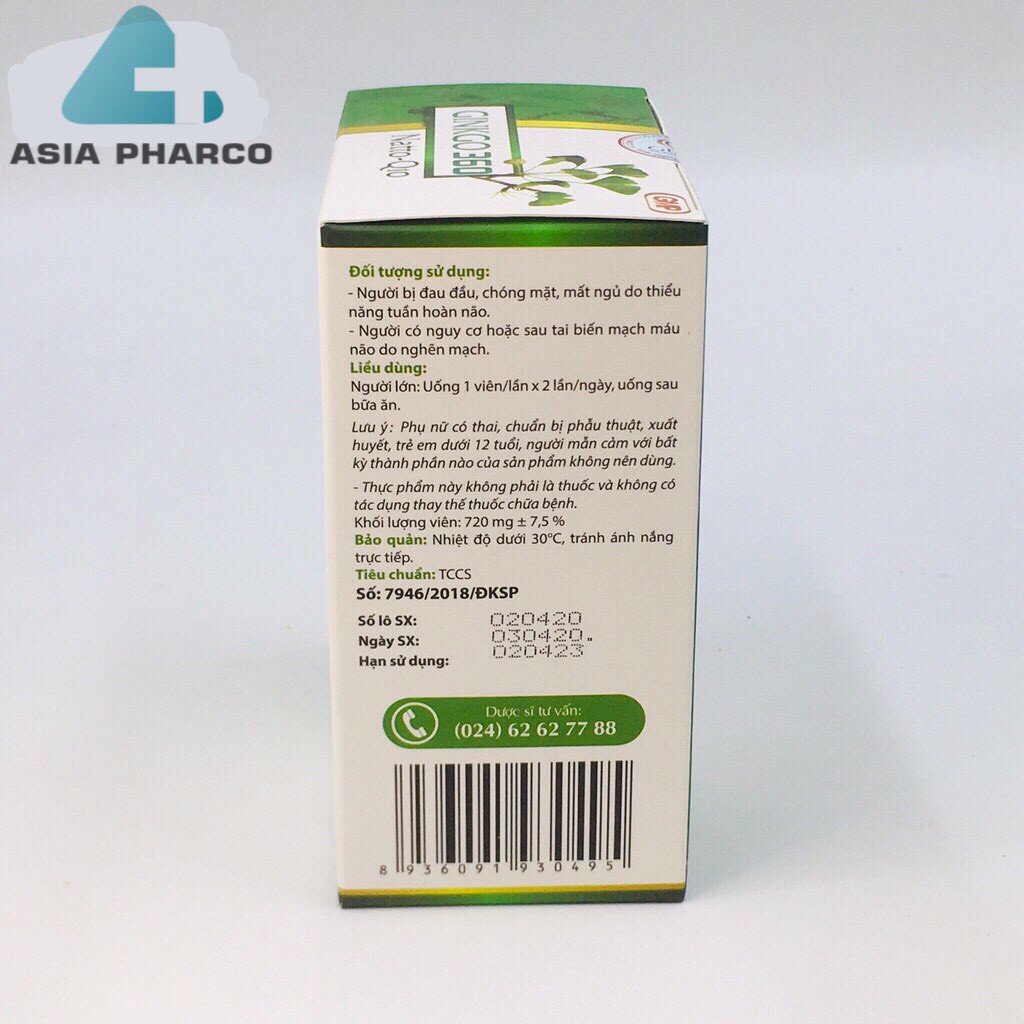 ASIA PHARCO
GINKGO 360
Natto-Q10
GMP
Đối tượng sử dụng:
- Người bị đau đầu, chóng mặt, mất ngủ do thiểu
năng tuần hoàn não.
- Người có nguy cơ hoặc sau tai biến mạch máu
não do nghẽn mạch.
Liều dùng:
Người lớn: Uống 1 viên/lần x 2 lần/ngày, uống sau
bữa ăn.
Lưu ý: Phụ nữ có thai, chuẩn bị phẫu thuật, xuất
huyết, trẻ em dưới 12 tuổi, người mẫn cảm với bất
kỳ thành phần nào của sản phẩm không nên dùng.
- Thực phẩm này không phải là thuốc và không có
tác dụng thay thế thuốc chữa bệnh.
Khối lượng viên: 720 mg ± 7,5 %
Bảo quản: Nhiệt độ dưới 30°C, tránh ánh nắng
trực tiếp.
Tiêu chuẩn: TCCS
Số: 7946/2018/ĐKSP
Số lô SX: 020420
Ngày SX: 030420.
Hạn sử dụng: 020423
Dược sĩ tư vấn:
(024) 62 62 77 88
8 936091 930495